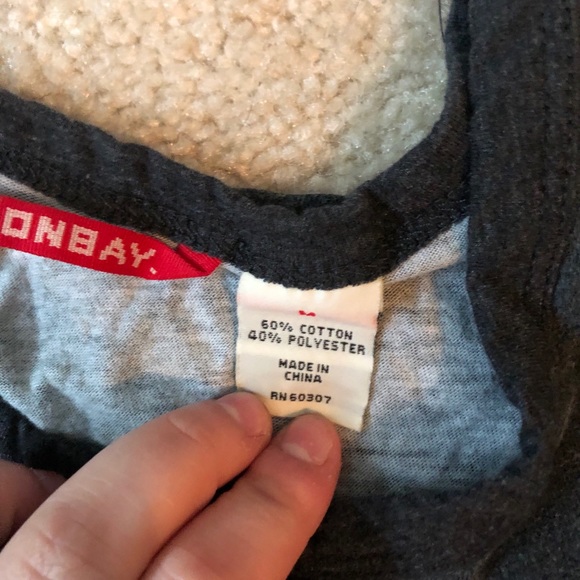 ONBAY.
60% COTTON
40% POLYESTER
MADE IN
CHINA
RN 60307